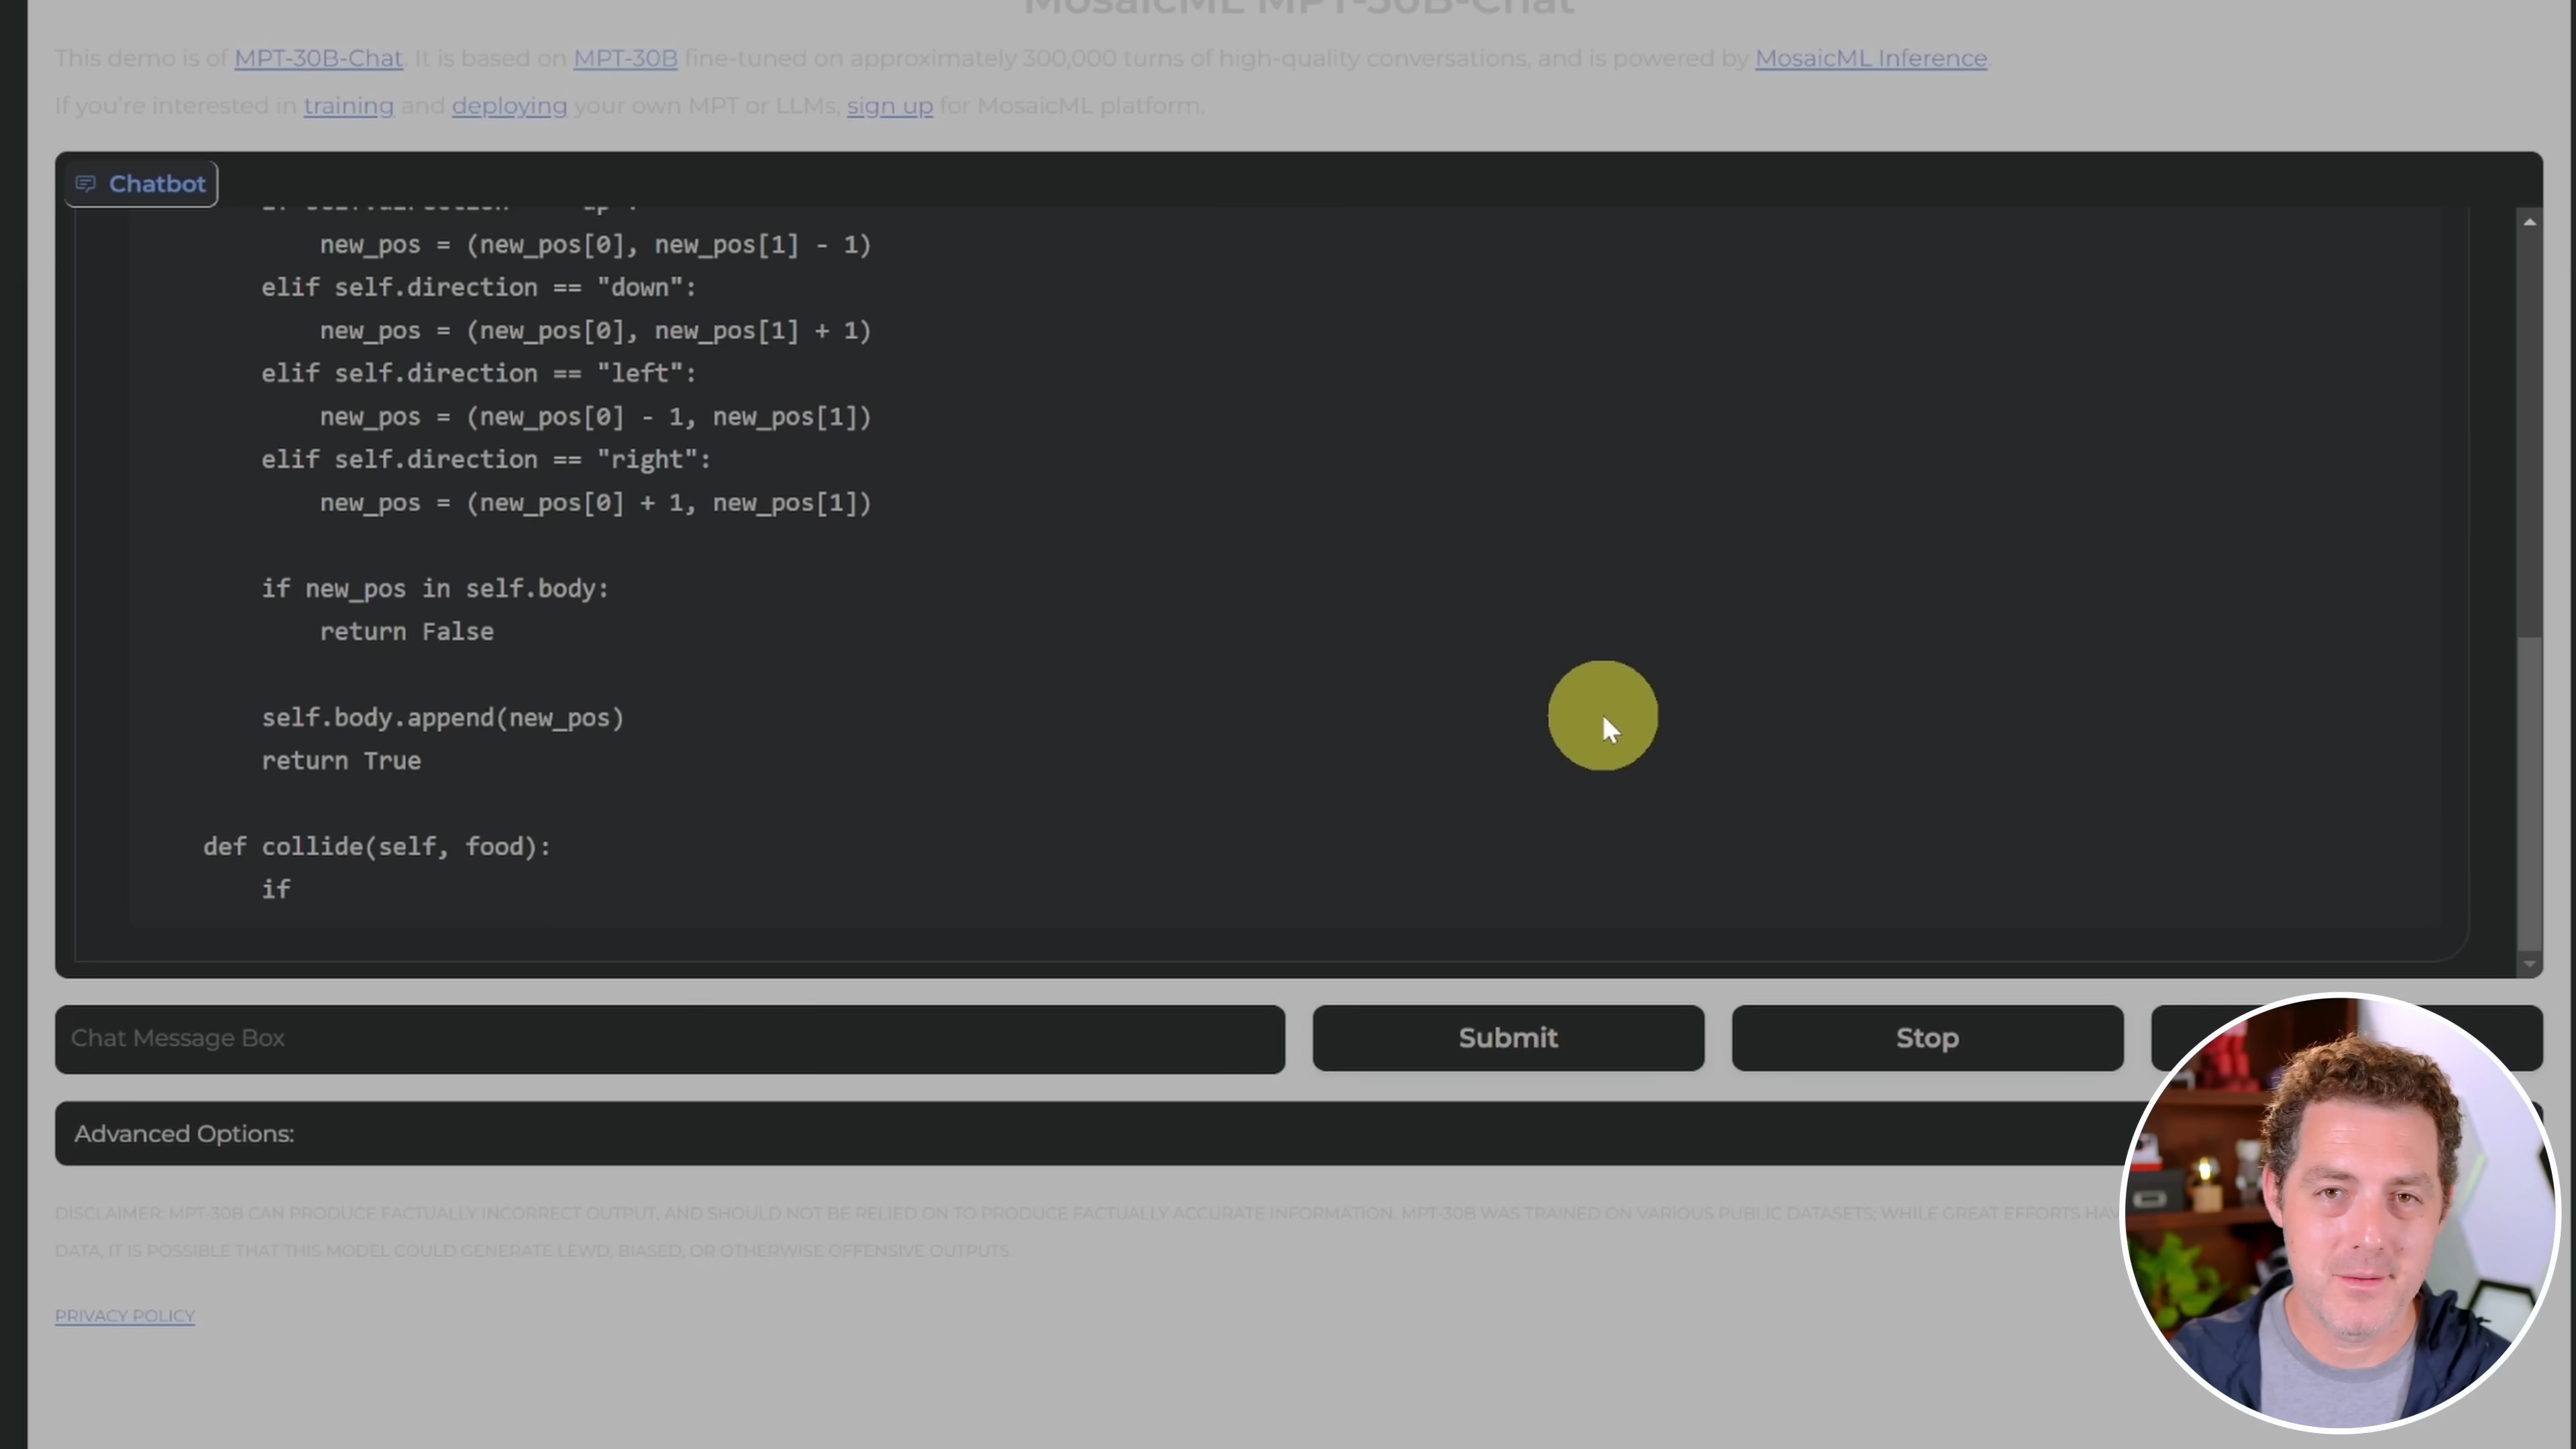 MosaicML MPT-30B-Chat
This demo is of MPT-30B-Chat. It is based on MPT-30B fine-tuned on approximately 300,000 turns of high-quality conversations, and is powered by MosaicML Inference.
If you're interested in training and deploying your own MPT or LLMs, sign up for MosaicML platform.
Chatbot
new_pos = (new_pos[0], new_pos[1] - 1)
elif self.direction == "down":
new_pos = (new_pos[0], new_pos[1] + 1)
elif self.direction == "left":
new_pos = (new_pos[0] - 1, new_pos[1])
elif self.direction == "right":
new_pos = (new_pos[0] + 1, new_pos[1])
if new_pos in self.body:
return False
self.body.append(new_pos)
return True
def collide(self, food):
if
Chat Message Box
Submit
Stop
Advanced Options:
DISCLAIMER: MPT-30B CAN PRODUCE FACTUALLY INCORRECT OUTPUT, AND SHOULD NOT BE RELIED ON TO PRODUCE FACTUALLY ACCURATE INFORMATION. MPT-30B WAS TRAINED ON VARIOUS PUBLIC DATASETS; WHILE GREAT EFFORTS
DATA, IT IS POSSIBLE THAT THIS MODEL COULD GENERATE LEWD, BIASED, OR OTHERWISE OFFENSIVE OUTPUTS.
PRIVACY POLICY